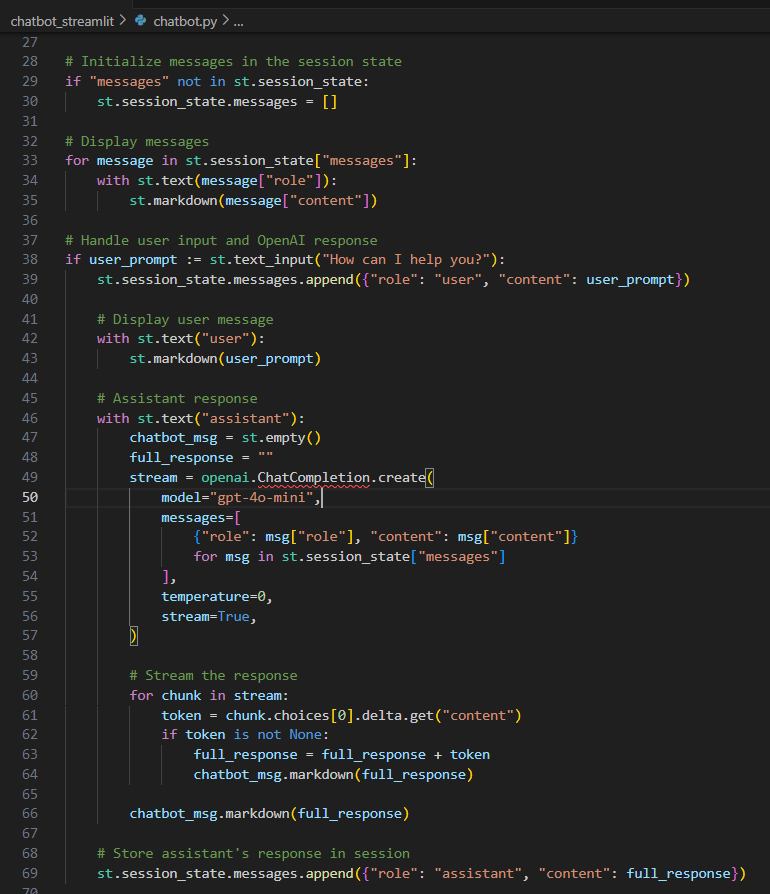 chatbot_streamlit > chatbot.py > ...
27
28 # Initialize messages in the session state
29 if "messages" not in st.session_state:
30     st.session_state.messages = []
31
32 # Display messages
33 for message in st.session_state["messages"]:
34     with st.text(message["role"]):
35         st.markdown(message["content"])
36
37 # Handle user input and OpenAI response
38 if user_prompt := st.text_input("How can I help you?"):
39     st.session_state.messages.append({"role": "user", "content": user_prompt})
40
41     # Display user message
42     with st.text("user"):
43         st.markdown(user_prompt)
44
45     # Assistant response
46     with st.text("assistant"):
47         chatbot_msg = st.empty()
48         full_response = ""
49         stream = openai.ChatCompletion.create(
50             model="gpt-4o-mini",
51             messages=[
52                 {"role": msg["role"], "content": msg["content"]}
53                 for msg in st.session_state["messages"]
54             ],
55             temperature=0,
56             stream=True,
57         )
58
59         # Stream the response
60         for chunk in stream:
61             token = chunk.choices[0].delta.get("content")
62             if token is not None:
63                 full_response = full_response + token
64                 chatbot_msg.markdown(full_response)
65
66         chatbot_msg.markdown(full_response)
67
68     # Store assistant's response in session
69     st.session_state.messages.append({"role": "assistant", "content": full_response})
70